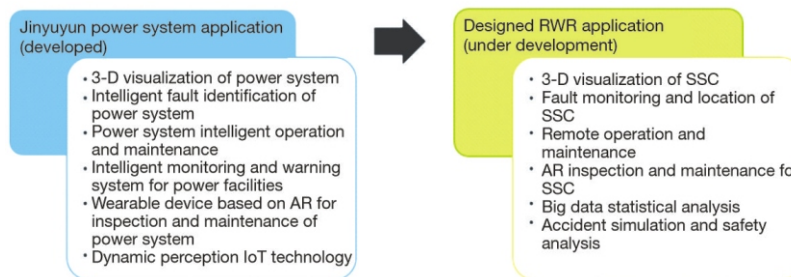 Jinyuyun power system application
(developed)
• 3-D visualization of power system
• Intelligent fault identification of
power system
• Power system intelligent operation
and maintenance
• Intelligent monitoring and warning
system for power facilities
• Wearable device based on AR for
inspection and maintenance of
power system
• Dynamic perception IoT technology
Designed RWR application
(under development)
• 3-D visualization of SSC
• Fault monitoring and location of
SSC
• Remote operation and
maintenance
• AR inspection and maintenance fo
SSC
• Big data statistical analysis
• Accident simulation and safety
analysis